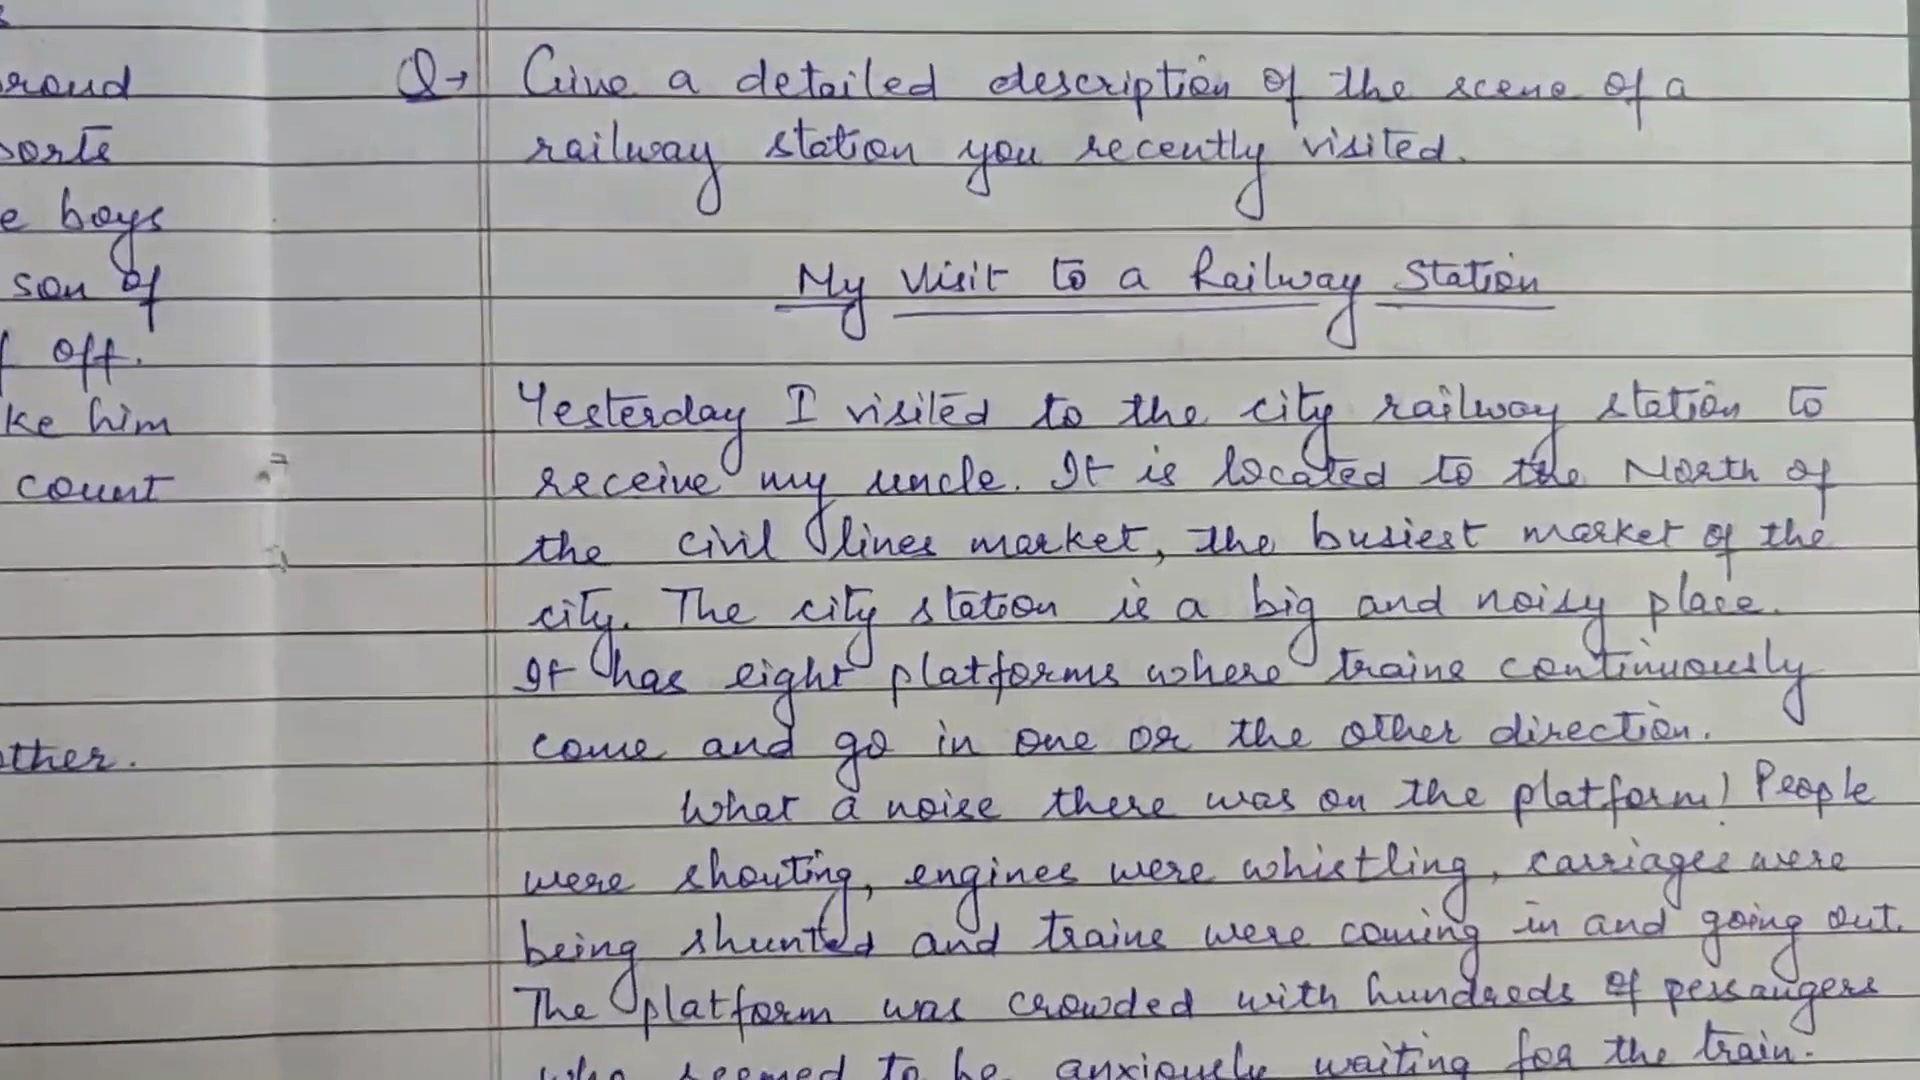 roud
sorts
e boys
son of
f off.
ke him
count
other.
Q→ Give a detailed description of the scene of a
railway station you recently visited.
My Visit to a Railway Station
Yesterday I visited to the city railway station to
receive my uncle. It is located to the North of
the civil lines market, the busiest market of the
city. The city station is a big and noisy place.
It has eight platforms where trains continuously
come and go in one or the other direction.
What a noise there was on the platform! People
were shouting, engines were whistling, carriages were
being shunted and trains were coming in and going out.
The platform was crowded with hundreds of pessangers
who seemed to be anxiously waiting for the train.